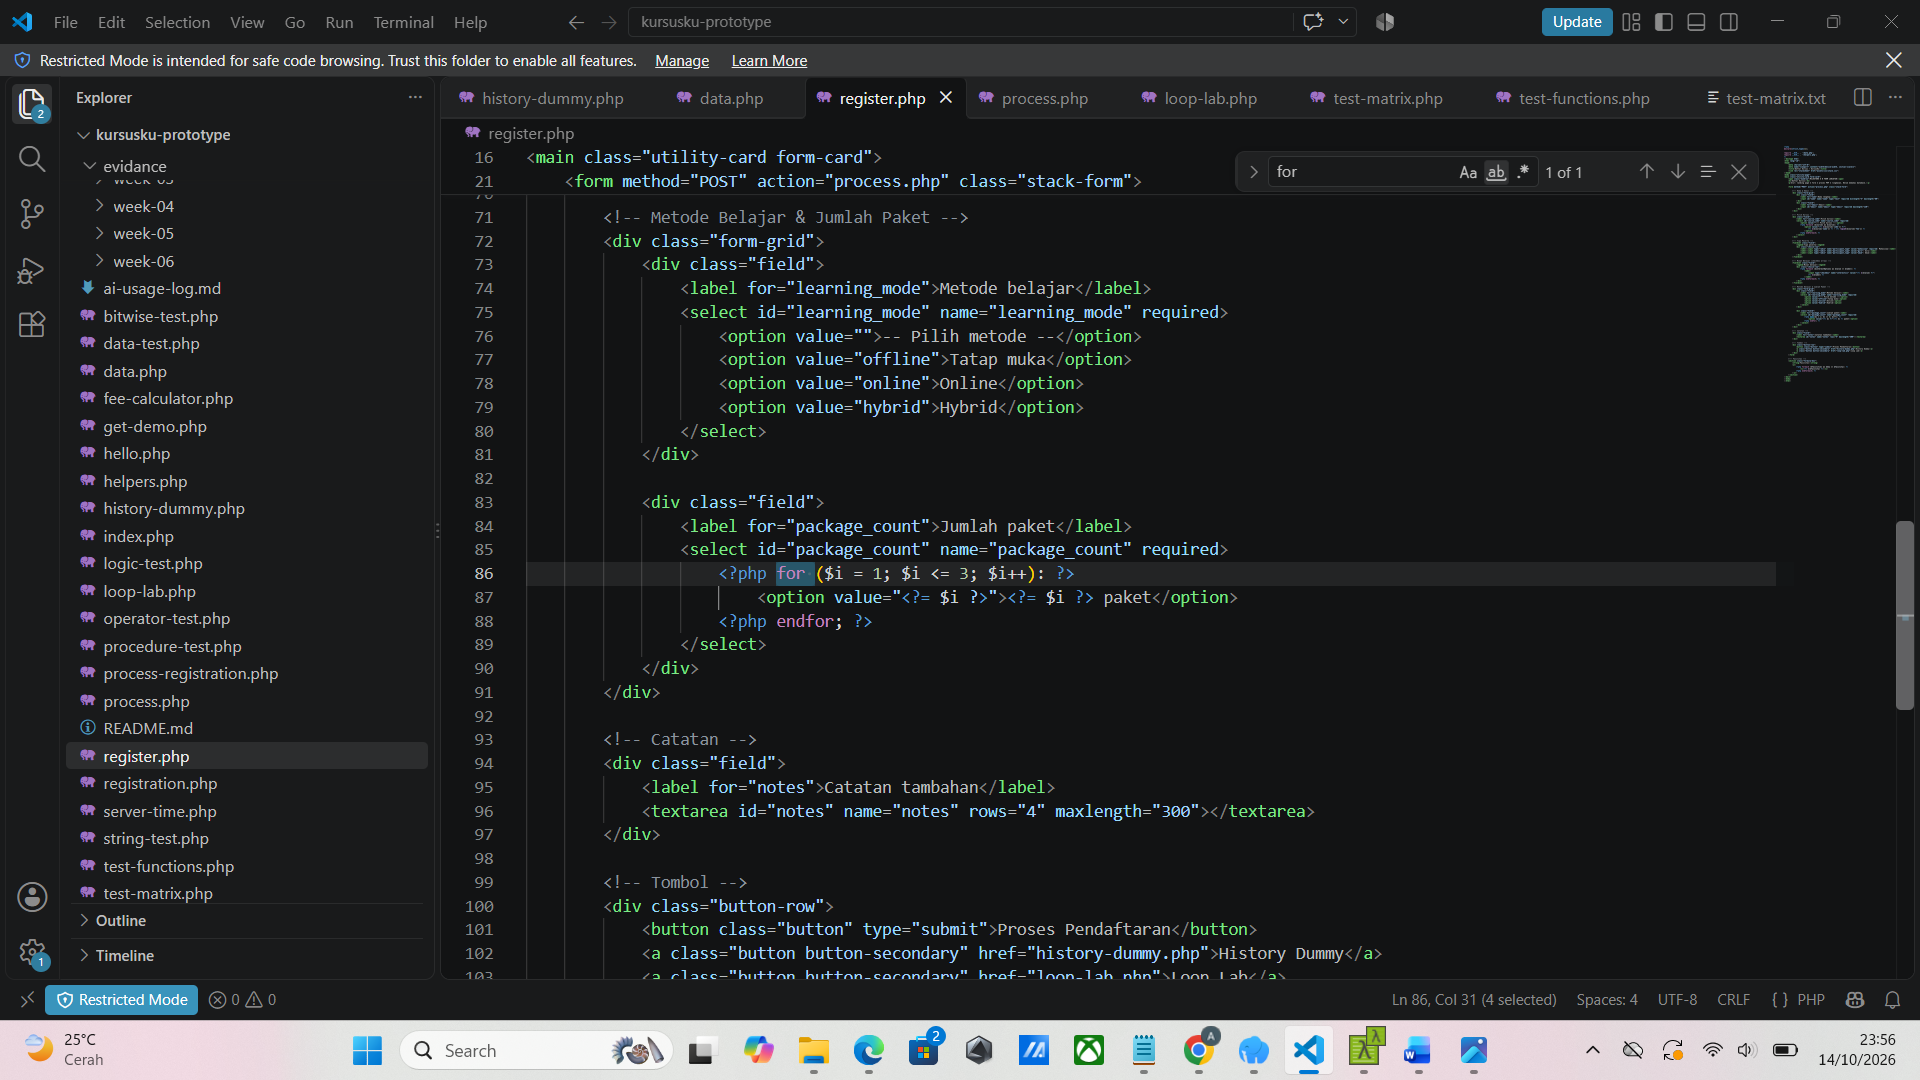 File Edit Selection View Go Run Terminal Help
kursusku-prototype
Update
Restricted Mode is intended for safe code browsing. Trust this folder to enable all features. Manage Learn More
Explorer
history-dummy.php data.php register.php process.php loop-lab.php test-matrix.php test-functions.php test-matrix.txt
kursusku-prototype
evidance
week-04
week-05
week-06
ai-usage-log.md
bitwise-test.php
data-test.php
data.php
fee-calculator.php
get-demo.php
hello.php
helpers.php
history-dummy.php
index.php
logic-test.php
loop-lab.php
operator-test.php
procedure-test.php
process-registration.php
process.php
README.md
register.php
registration.php
server-time.php
string-test.php
test-functions.php
test-matrix.php
Outline
Timeline
2
1
register.php
for Aa ab .* 1 of 1
16 <main class="utility-card form-card">
21 <form method="POST" action="process.php" class="stack-form">
71 <!-- Metode Belajar & Jumlah Paket -->
72 <div class="form-grid">
73 <div class="field">
74 <label for="learning_mode">Metode belajar</label>
75 <select id="learning_mode" name="learning_mode" required>
76 <option value="">-- Pilih metode --</option>
77 <option value="offline">Tatap muka</option>
78 <option value="online">Online</option>
79 <option value="hybrid">Hybrid</option>
80 </select>
81 </div>
82
83 <div class="field">
84 <label for="package_count">Jumlah paket</label>
85 <select id="package_count" name="package_count" required>
86 <?php for ($i = 1; $i <= 3; $i++): ?>
87 <option value="<?= $i ?>"><?= $i ?> paket</option>
88 <?php endfor; ?>
89 </select>
90 </div>
91 </div>
92
93 <!-- Catatan -->
94 <div class="field">
95 <label for="notes">Catatan tambahan</label>
96 <textarea id="notes" name="notes" rows="4" maxlength="300"></textarea>
97 </div>
98
99 <!-- Tombol -->
100 <div class="button-row">
101 <button class="button" type="submit">Proses Pendaftaran</button>
102 <a class="button button-secondary" href="history-dummy.php">History Dummy</a>
103 <a class="button button-secondary" href="loop-lab.php">Loop Lab</a>
Restricted Mode 0 0
Ln 86, Col 31 (4 selected) Spaces: 4 UTF-8 CRLF { } PHP
25°C
Cerah
Search
2
A
23:56
14/10/2026